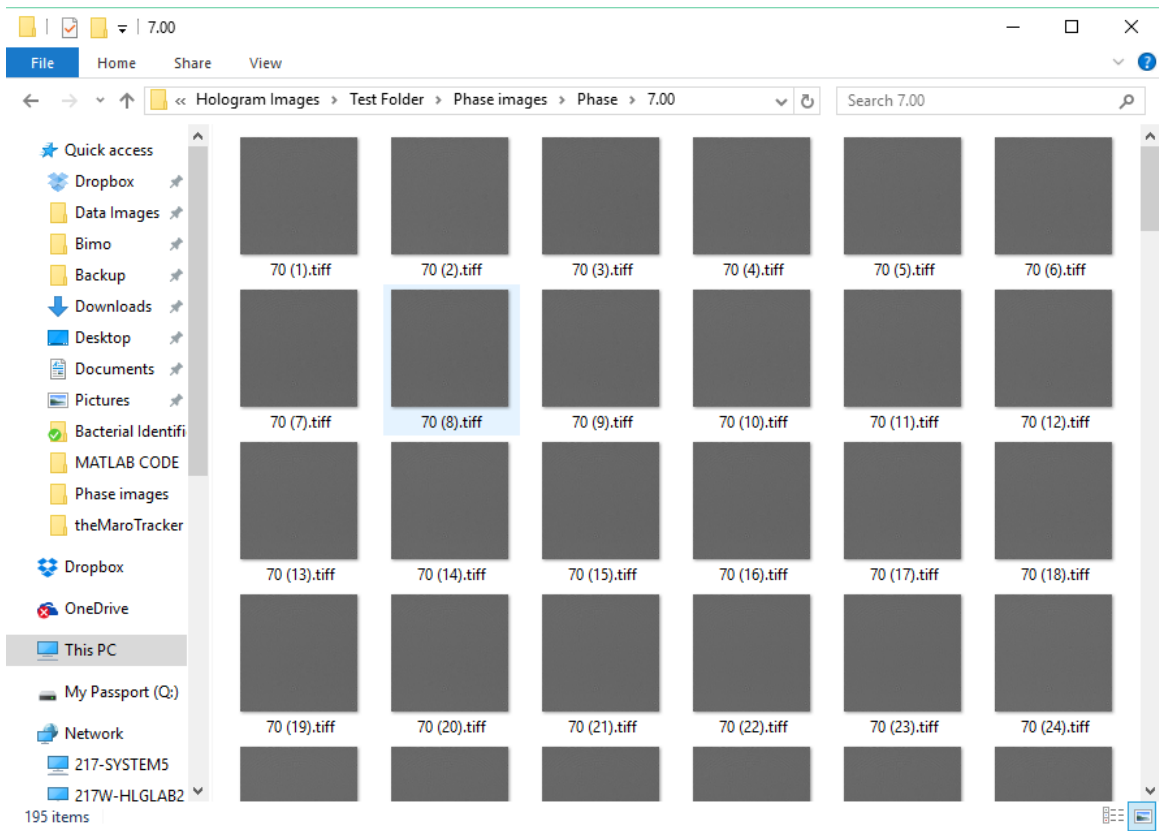 7.00
File Home Share View
« Hologram Images > Test Folder > Phase images > Phase > 7.00
Search 7.00
Quick access
Dropbox
Data Images
Bimo
Backup
Downloads
Desktop
Documents
Pictures
Bacterial Identifi
MATLAB CODE
Phase images
theMaroTracker
Dropbox
OneDrive
This PC
My Passport (Q:)
Network
217-SYSTEM5
217W-HLGLAB2
70 (1).tiff 70 (2).tiff 70 (3).tiff 70 (4).tiff 70 (5).tiff 70 (6).tiff
70 (7).tiff 70 (8).tiff 70 (9).tiff 70 (10).tiff 70 (11).tiff 70 (12).tiff
70 (13).tiff 70 (14).tiff 70 (15).tiff 70 (16).tiff 70 (17).tiff 70 (18).tiff
70 (19).tiff 70 (20).tiff 70 (21).tiff 70 (22).tiff 70 (23).tiff 70 (24).tiff
195 items